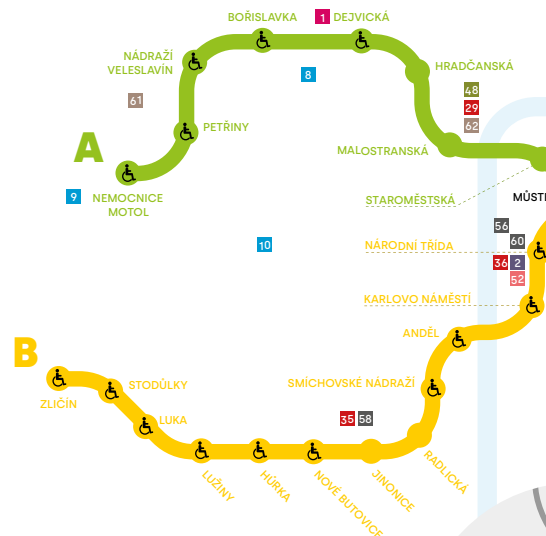 BOŘISLAVKA
1
DEJVICKÁ
NÁDRAŽÍ
VELESLAVÍN
8
HRADČANSKÁ
61
48
29
62
PETŘINY
A
MALOSTRANSKÁ
9
NEMOCNICE
MOTOL
STAROMĚSTSKÁ
MŮST
56
60
10
NÁRODNÍ TŘÍDA
36
2
52
KARLOVO NÁMĚSTÍ
ANDĚL
B
STODŮLKY
SMÍCHOVSKÉ NÁDRAŽÍ
ZLIČÍN
LUKA
35
58
LUŽINY
HŮRKA
NOVÉ BUTOVICE
JINONICE
RADLICKÁ